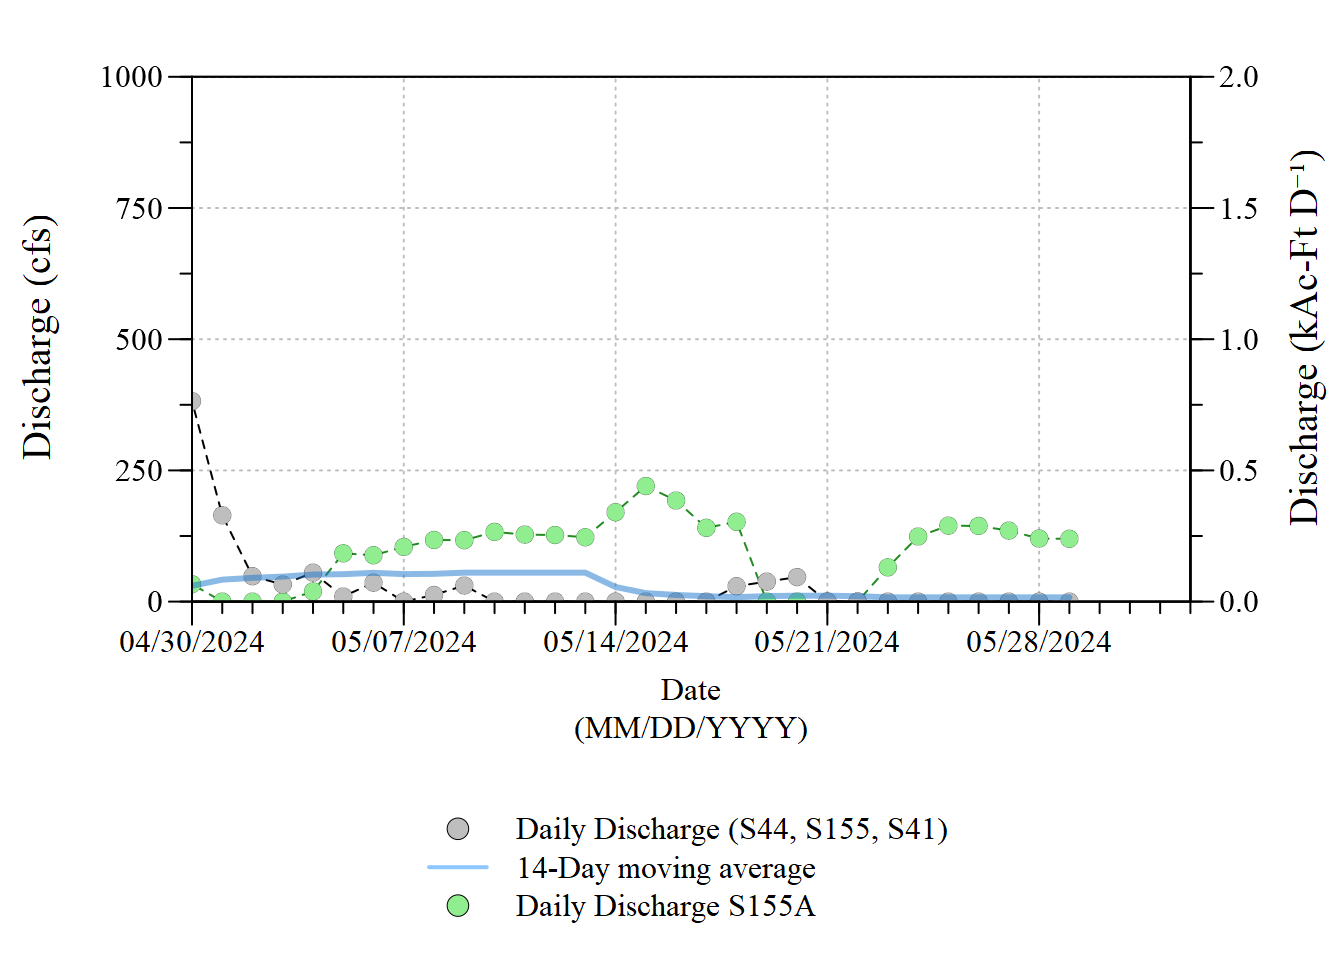 1000
750
500
250
0
Discharge (cfs)
2.0
1.5
1.0
0.5
0.0
Discharge (kAc-Ft D⁻¹)
04/30/2024 05/07/2024 05/14/2024 05/21/2024 05/28/2024
Date
(MM/DD/YYYY)
Daily Discharge (S44, S155, S41)
14-Day moving average
Daily Discharge S155A